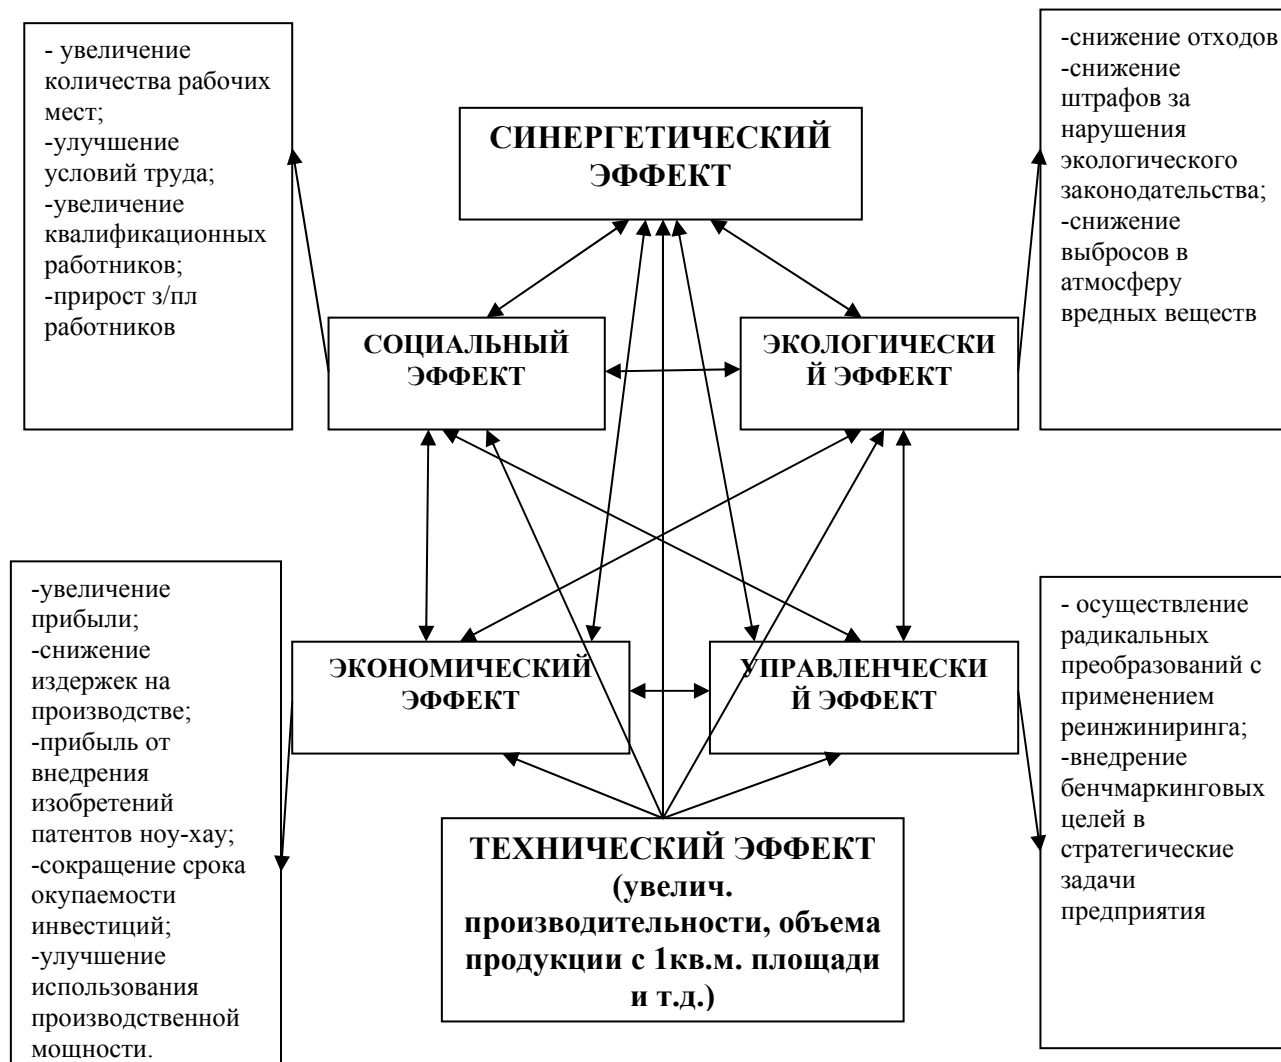 - увеличение
количества рабочих
мест;
-улучшение
условий труда;
-увеличение
квалификационных
работников;
-прирост з/пл
работников
СИНЕРГЕТИЧЕСКИЙ
ЭФФЕКТ
-снижение отходов
-снижение
штрафов за
нарушения
экологического
законодательства;
-снижение
выбросов в
атмосферу
вредных веществ
СОЦИАЛЬНЫЙ
ЭФФЕКТ
ЭКОЛОГИЧЕСКИ
Й ЭФФЕКТ
-увеличение
прибыли;
-снижение
издержек на
производстве;
-прибыль от
внедрения
изобретений
патентов ноу-хау;
-сокращение срока
окупаемости
инвестиций;
-улучшение
использования
производственной
мощности.
ЭКОНОМИЧЕСКИЙ
ЭФФЕКТ
УПРАВЛЕНЧЕСКИ
Й ЭФФЕКТ
- осуществление
радикальных
преобразований с
применением
реинжиниринга;
-внедрение
бенчмаркинговых
целей в
стратегические
задачи
предприятия
ТЕХНИЧЕСКИЙ ЭФФЕКТ
(увелич.
производительности, объема
продукции с 1кв.м. площади
и т.д.)